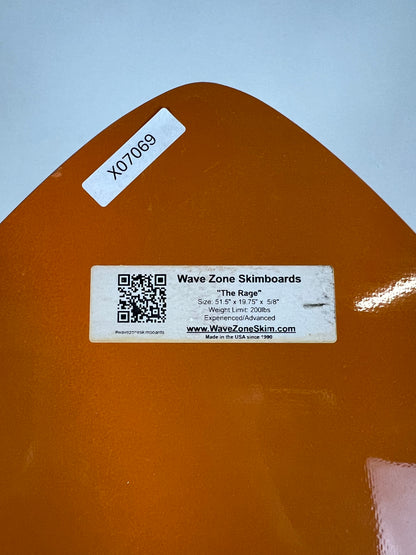 X07069
Wave Zone Skimboards
"The Rage"
Size: 51.5" x 19.75" x 5/8"
Weight Limit: 200lbs
Experienced/Advanced
www.WaveZoneSkim.com
Made in the USA since 1990
#wavezoneskimboards